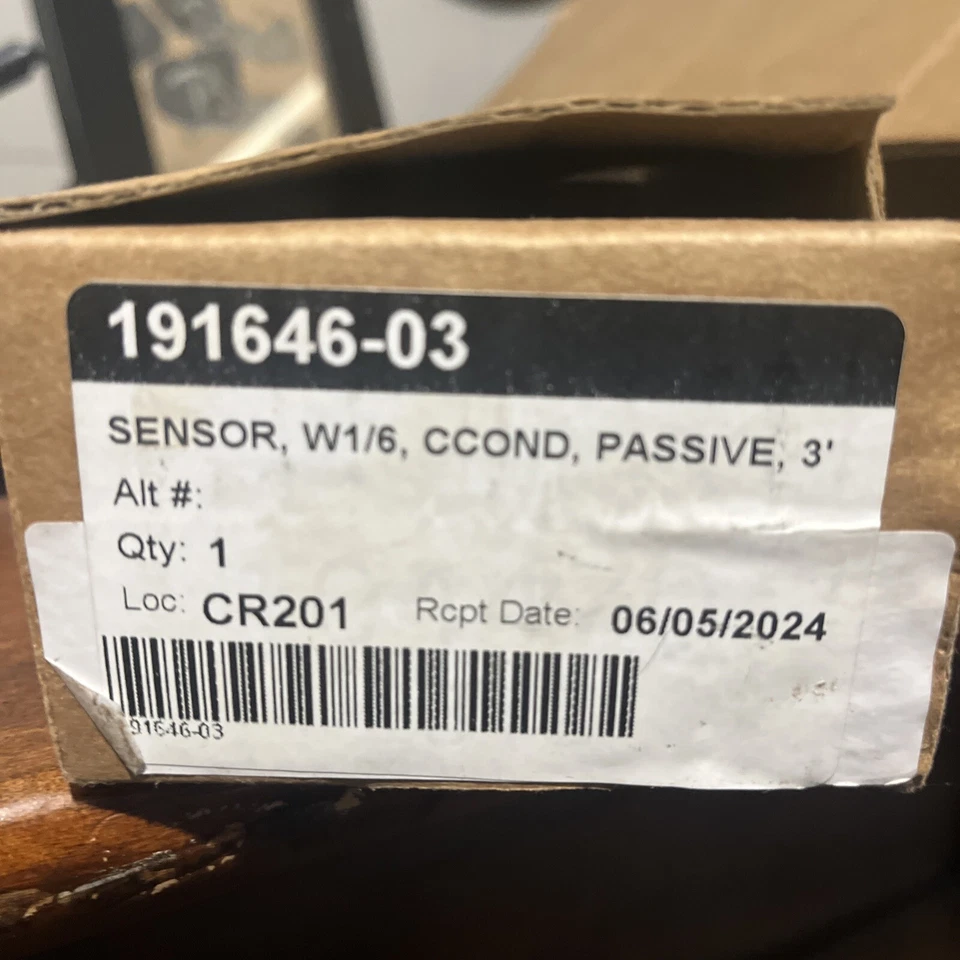 191646-03
SENSOR, W1/6, CCOND, PASSIVE, 3'
Alt #:
Qty: 1
Loc: CR201 Rcpt Date: 06/05/2024
91646-03